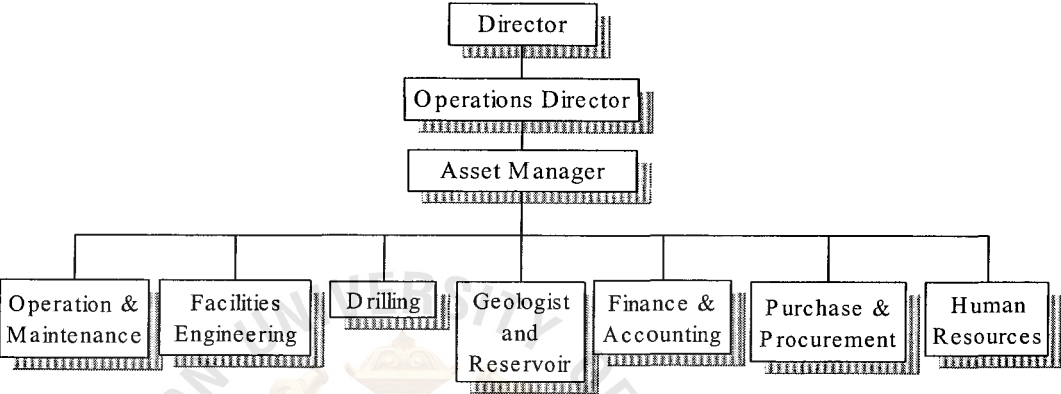 Director
Operations Director
Asset Manager
Operation &
Maintenance
Facilities
Engineering
Drilling
Geologist
and
Reservoir
Finance &
Accounting
Purchase &
Procurement
Human
Resources